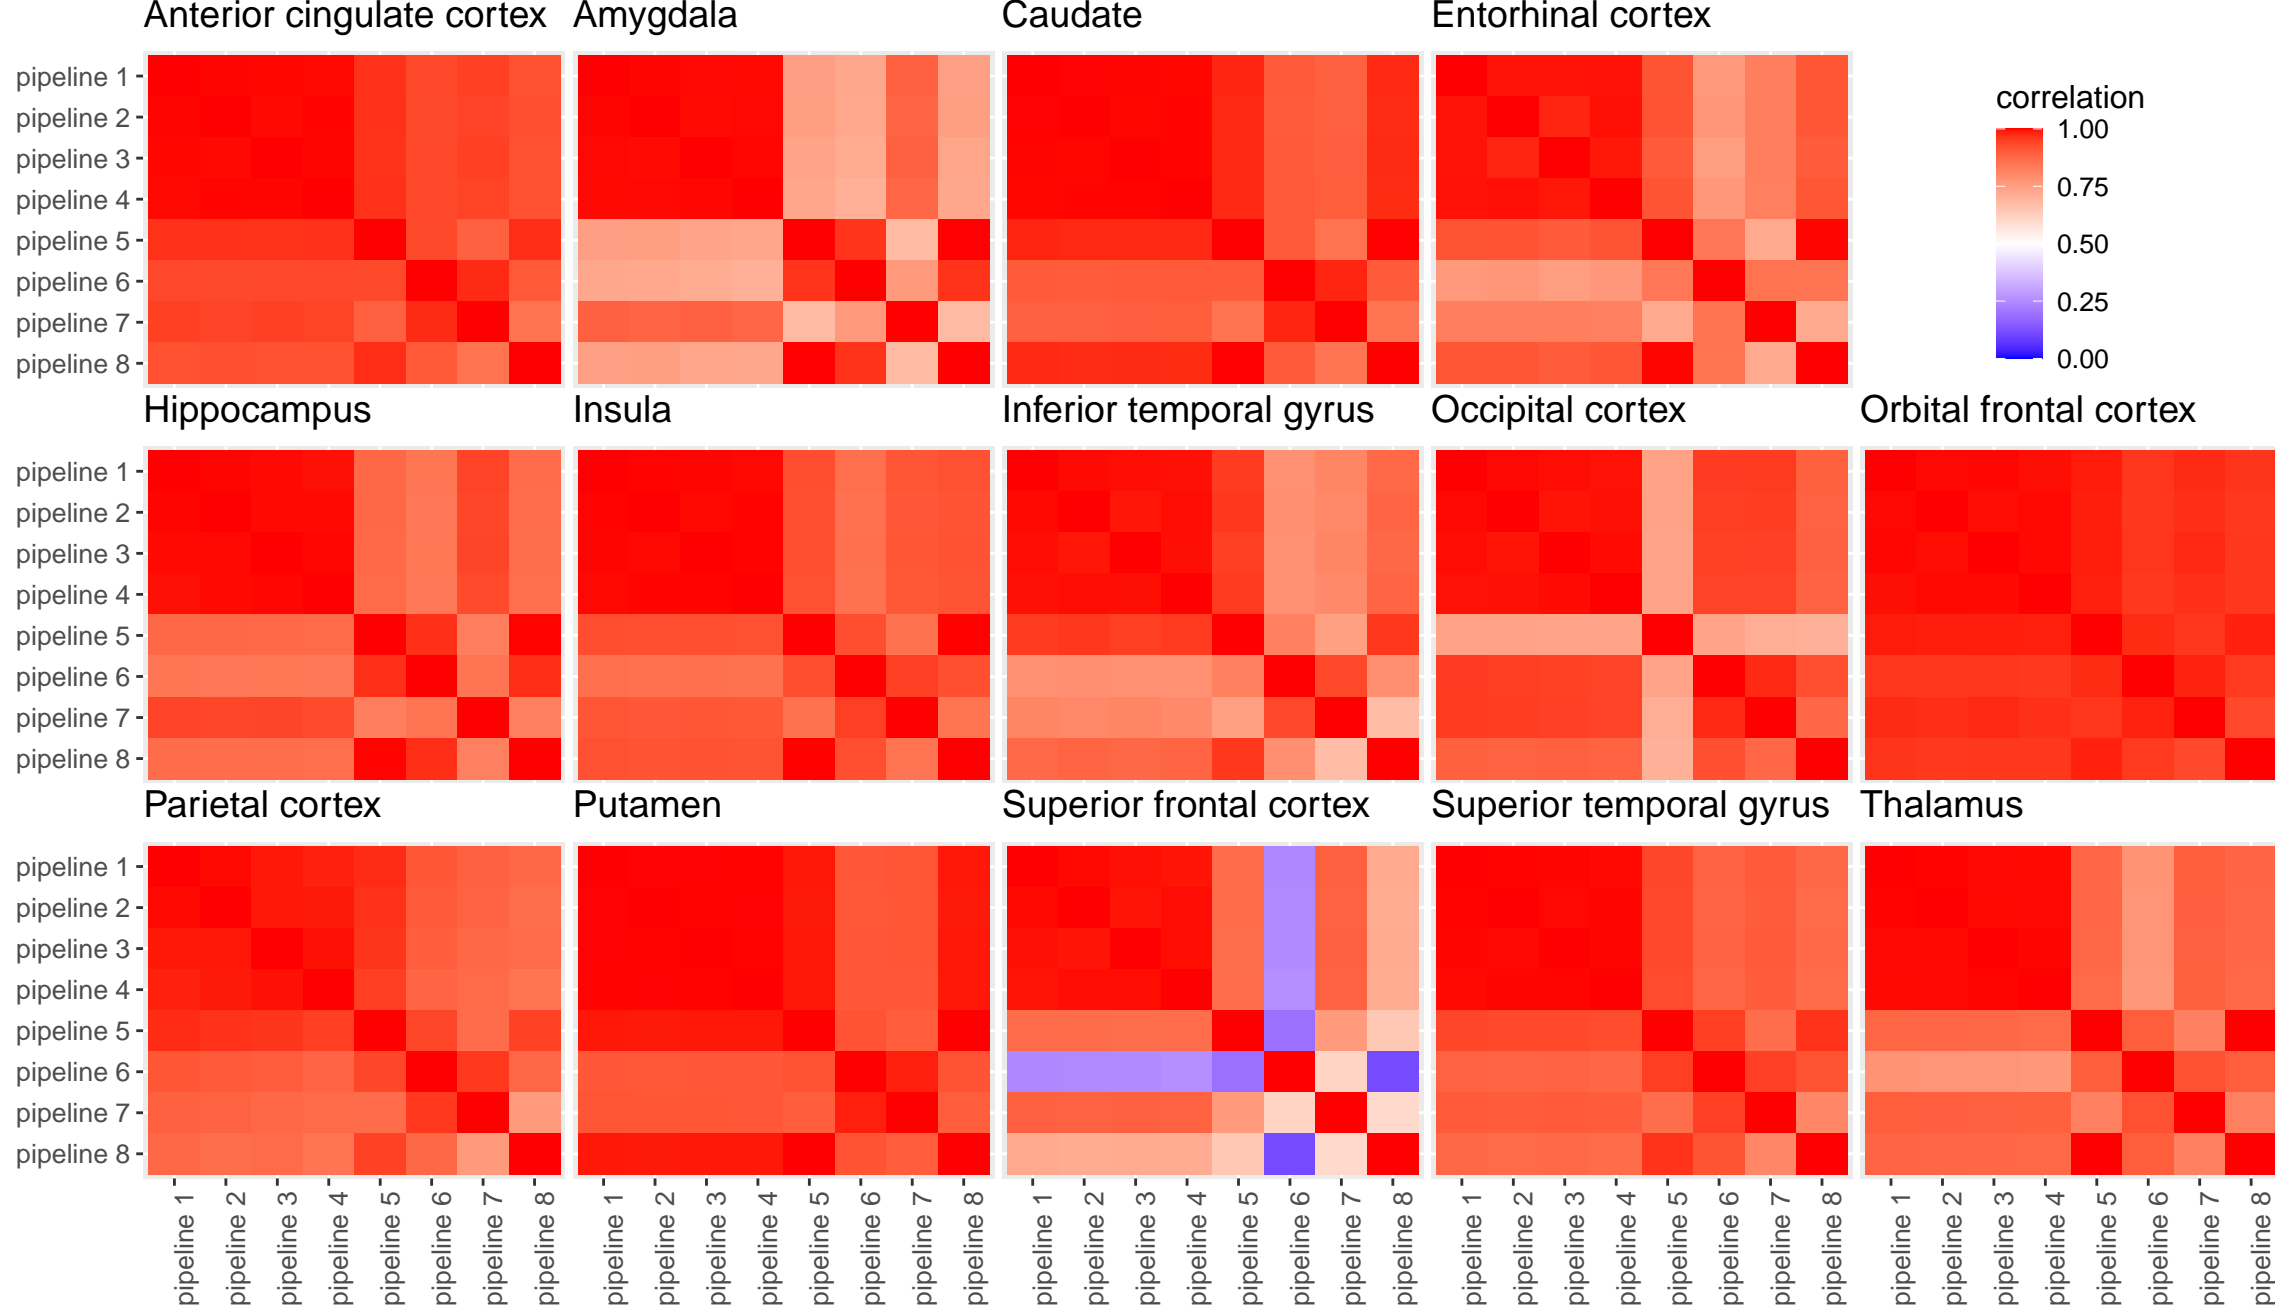 Anterior cingulate cortex
Amygdala
Caudate
Entorhinal cortex
pipeline 1
pipeline 2
pipeline 3
pipeline 4
pipeline 5
pipeline 6
pipeline 7
pipeline 8
correlation
1.00
0.75
0.50
0.25
0.00
Hippocampus
Insula
Inferior temporal gyrus
Occipital cortex
Orbital frontal cortex
pipeline 1
pipeline 2
pipeline 3
pipeline 4
pipeline 5
pipeline 6
pipeline 7
pipeline 8
Parietal cortex
Putamen
Superior frontal cortex
Superior temporal gyrus
Thalamus
pipeline 1
pipeline 2
pipeline 3
pipeline 4
pipeline 5
pipeline 6
pipeline 7
pipeline 8
pipeline 1
pipeline 2
pipeline 3
pipeline 4
pipeline 5
pipeline 6
pipeline 7
pipeline 8
pipeline 1
pipeline 2
pipeline 3
pipeline 4
pipeline 5
pipeline 6
pipeline 7
pipeline 8
pipeline 1
pipeline 2
pipeline 3
pipeline 4
pipeline 5
pipeline 6
pipeline 7
pipeline 8
pipeline 1
pipeline 2
pipeline 3
pipeline 4
pipeline 5
pipeline 6
pipeline 7
pipeline 8
pipeline 1
pipeline 2
pipeline 3
pipeline 4
pipeline 5
pipeline 6
pipeline 7
pipeline 8